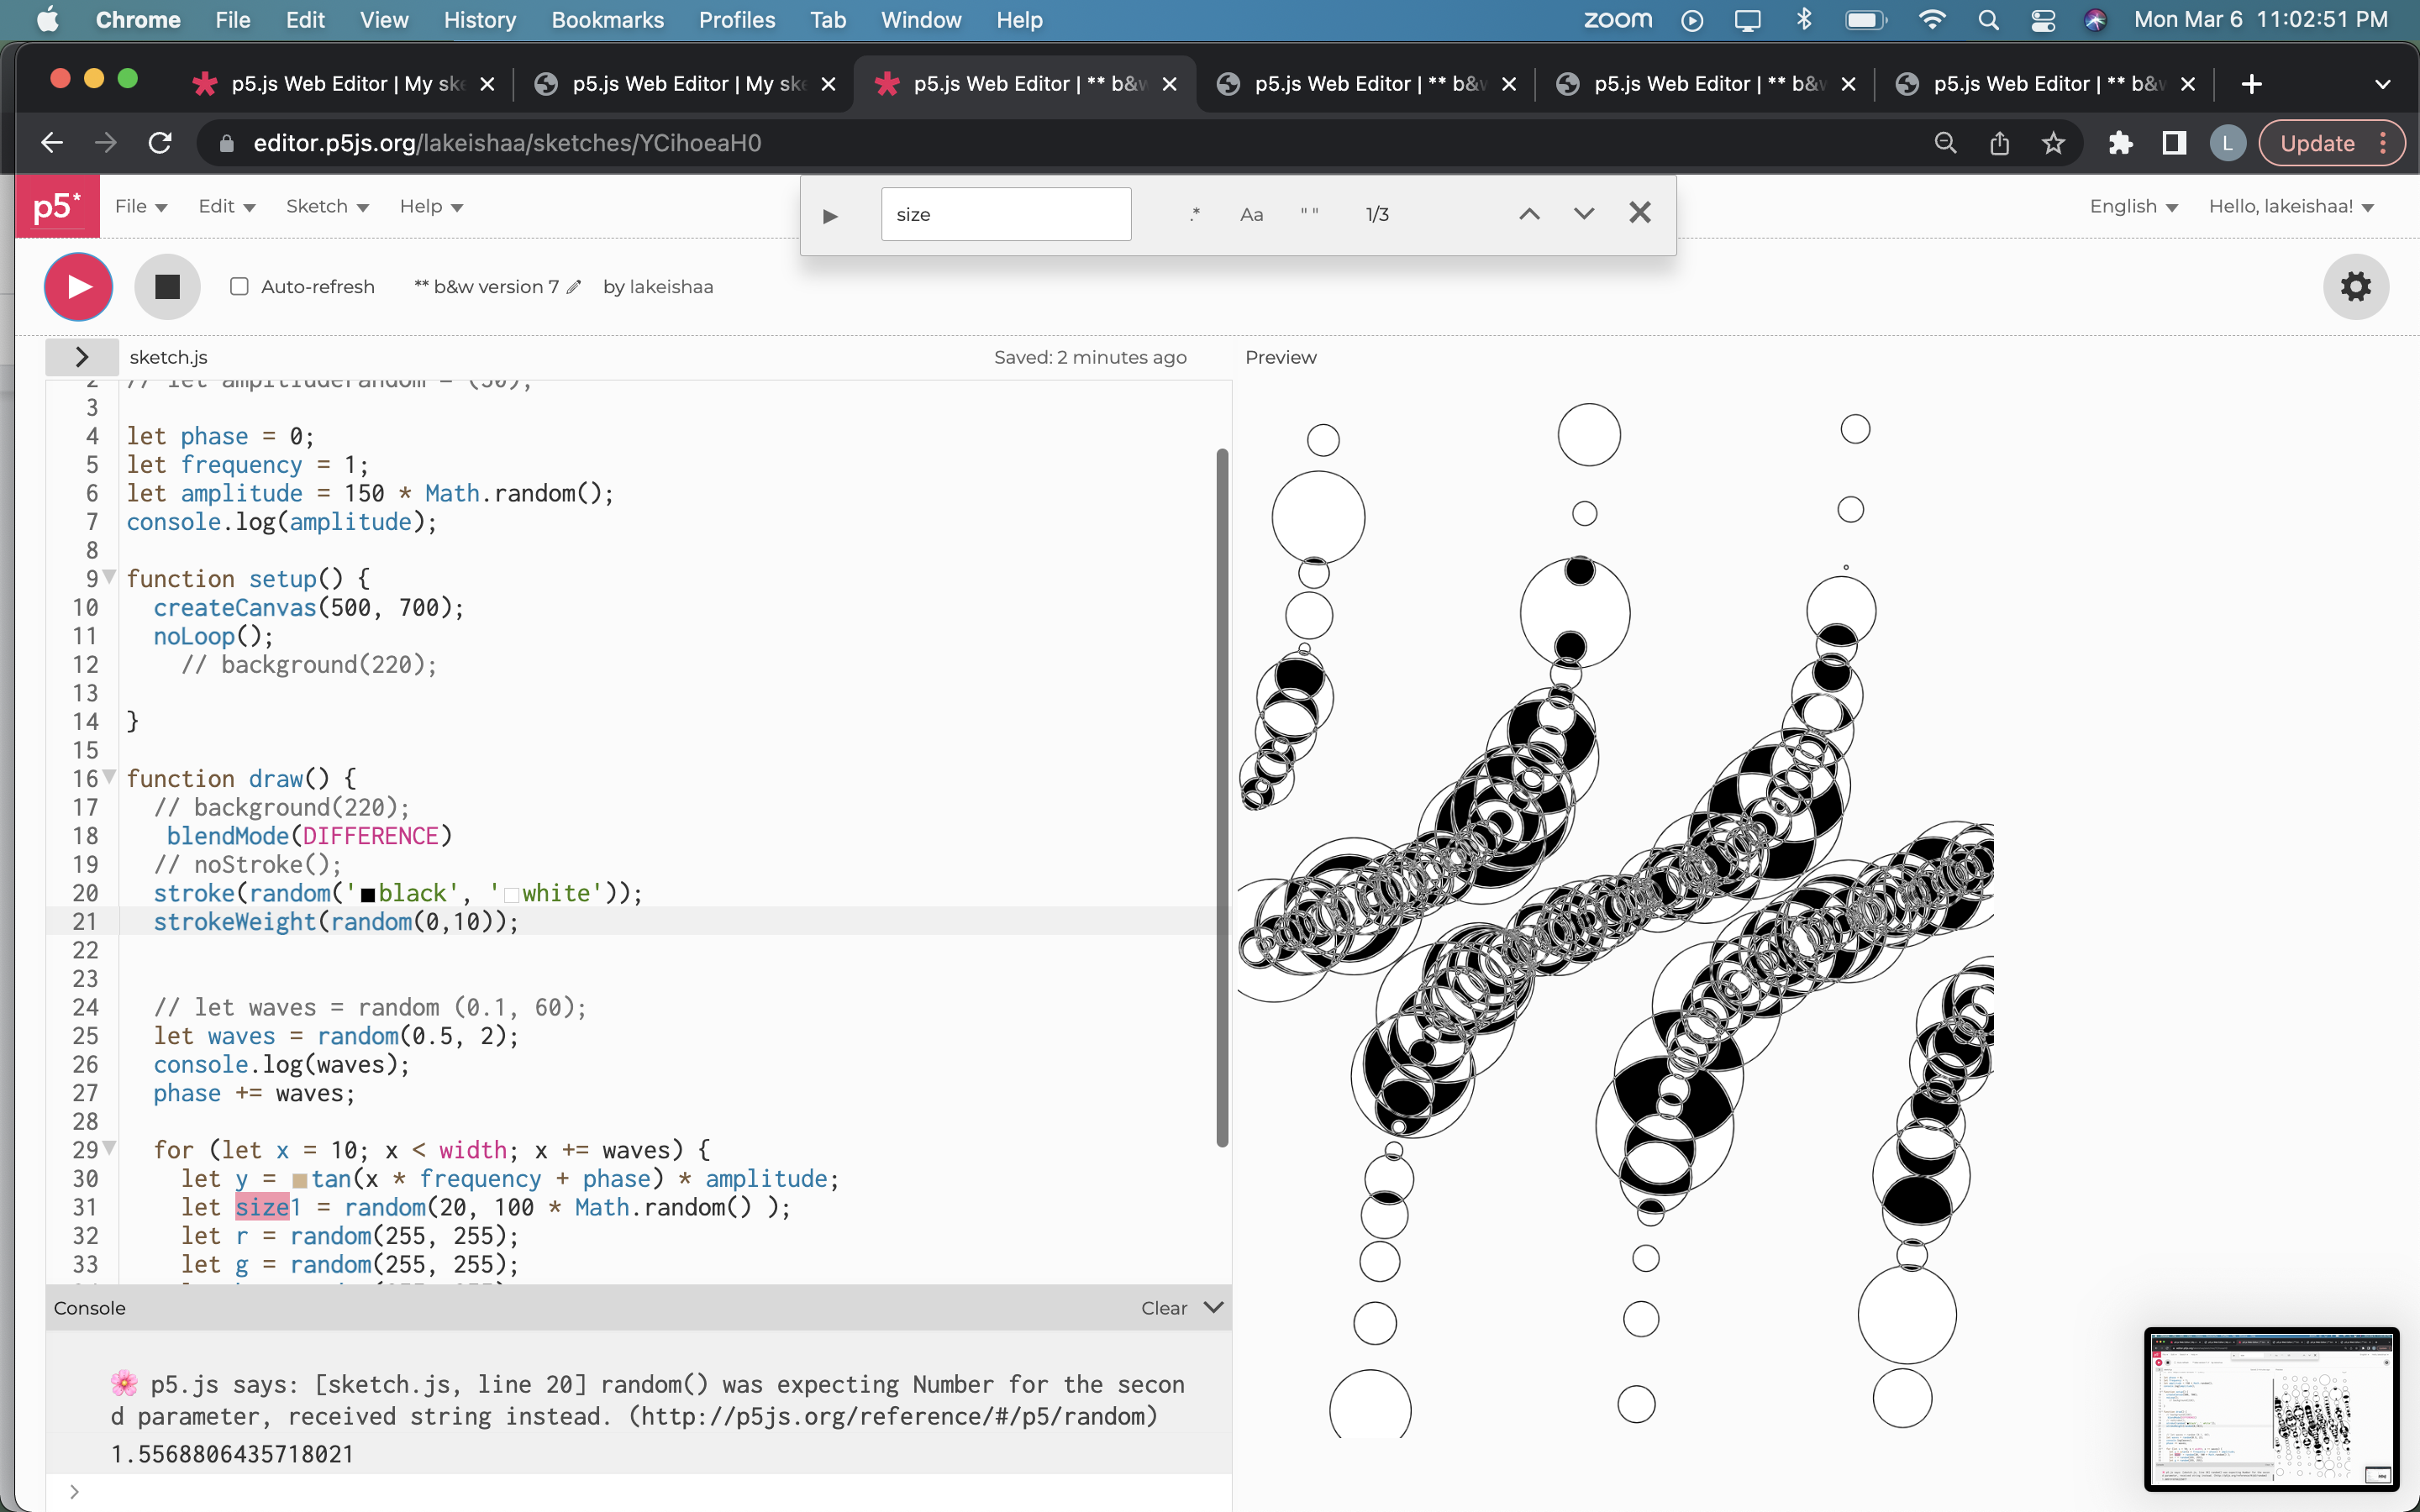 Chrome File Edit View History Bookmarks Profiles Tab Window Help zoom Mon Mar 6 11:02:51 PM
p5.js Web Editor | My ske p5.js Web Editor | My ske p5.js Web Editor | ** b&w p5.js Web Editor | ** b&w p5.js Web Editor | ** b&w p5.js Web Editor | ** b&w
editor.p5js.org/lakeishaa/sketches/YCihoeaH0 L Update
p5* File Edit Sketch Help English Hello, lakeishaa!
size .* Aa " " 1/3
Auto-refresh ** b&w version 7 by lakeishaa
sketch.js Saved: 2 minutes ago Preview
2 // let amplitudeRandom = (50);
3
4 let phase = 0;
5 let frequency = 1;
6 let amplitude = 150 * Math.random();
7 console.log(amplitude);
8
9 function setup() {
10 createCanvas(500, 700);
11 noLoop();
12 // background(220);
13
14 }
15
16 function draw() {
17 // background(220);
18 blendMode(DIFFERENCE)
19 // noStroke();
20 stroke(random('black', 'white'));
21 strokeWeight(random(0,10));
22
23
24 // let waves = random (0.1, 60);
25 let waves = random(0.5, 2);
26 console.log(waves);
27 phase += waves;
28
29 for (let x = 10; x < width; x += waves) {
30 let y = tan(x * frequency + phase) * amplitude;
31 let size1 = random(20, 100 * Math.random() );
32 let r = random(255, 255);
33 let g = random(255, 255);
Console Clear
🌸 p5.js says: [sketch.js, line 20] random() was expecting Number for the secon
d parameter, received string instead. (http://p5js.org/reference/#/p5/random)
1.5568806435718021
>